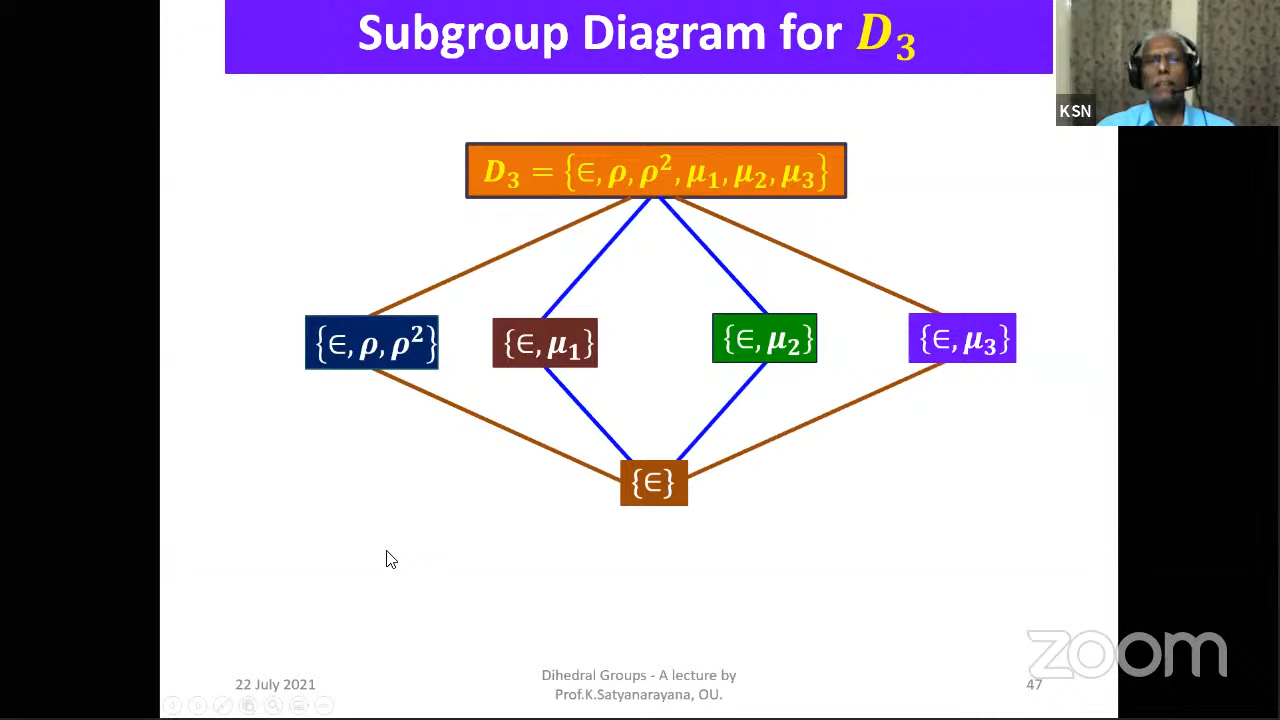 Subgroup Diagram for D₃
KSN
D₃ = {∈, ρ, ρ², μ₁, μ₂, μ₃}
{∈, ρ, ρ²}
{∈, μ₁}
{∈, μ₂}
{∈, μ₃}
{∈}
zoom
22 July 2021
Dihedral Groups - A lecture by
Prof.K.Satyanarayana, OU.
47